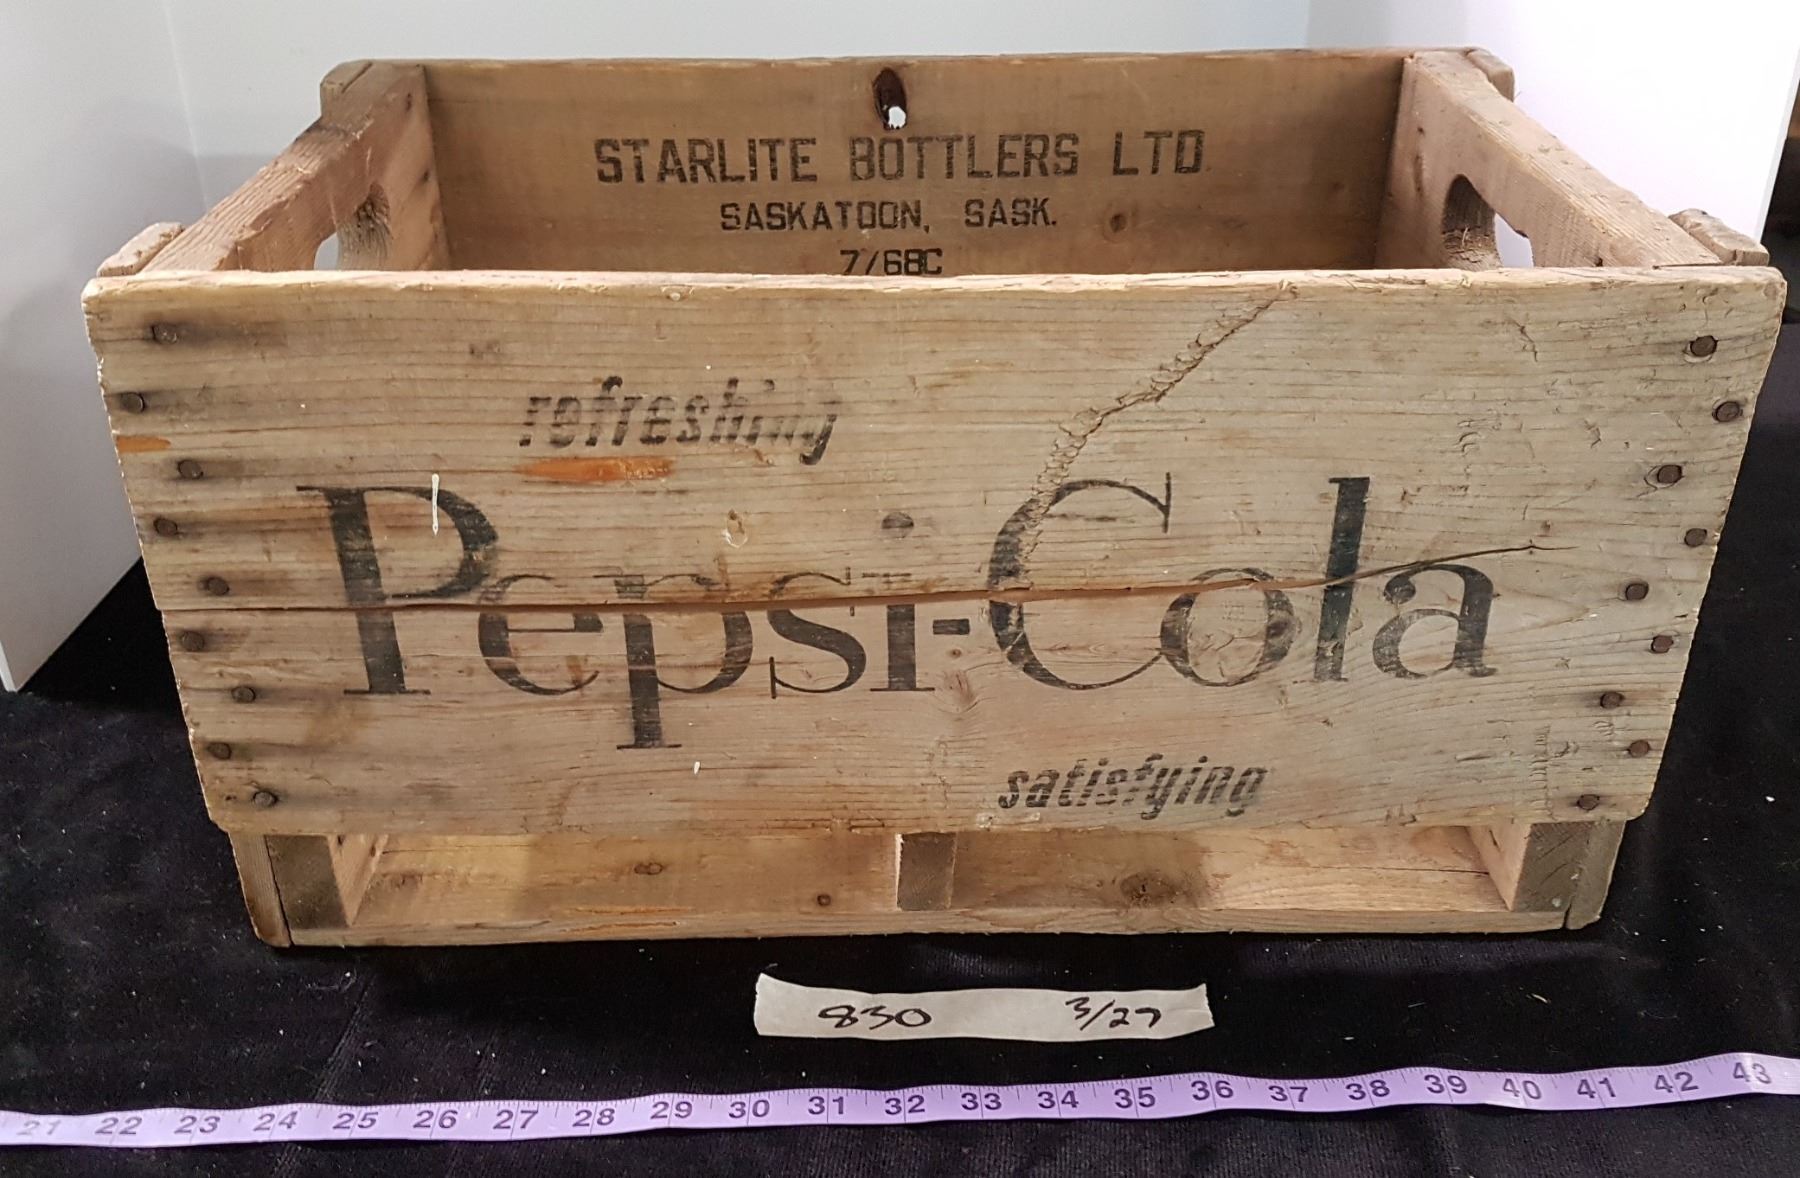 STARLITE BOTTLERS LTD.
SASKATOON, SASK.
7/68C
refreshing
Pepsi-Cola
satisfying
830 3/27
21 22 23 24 25 26 27 28 29 30 31 32 33 34 35 36 37 38 39 40 41 42 43